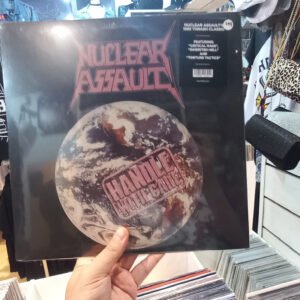 NUCLEAR
ASSAULT
NUCLEAR ASSAULT'S
1989 THRASH CLASSIC
FEATURING
"CRITICAL MASS",
"INHERITED HELL"
AND
"TORTURE TACTICS"
HANDLE
WITH CARE